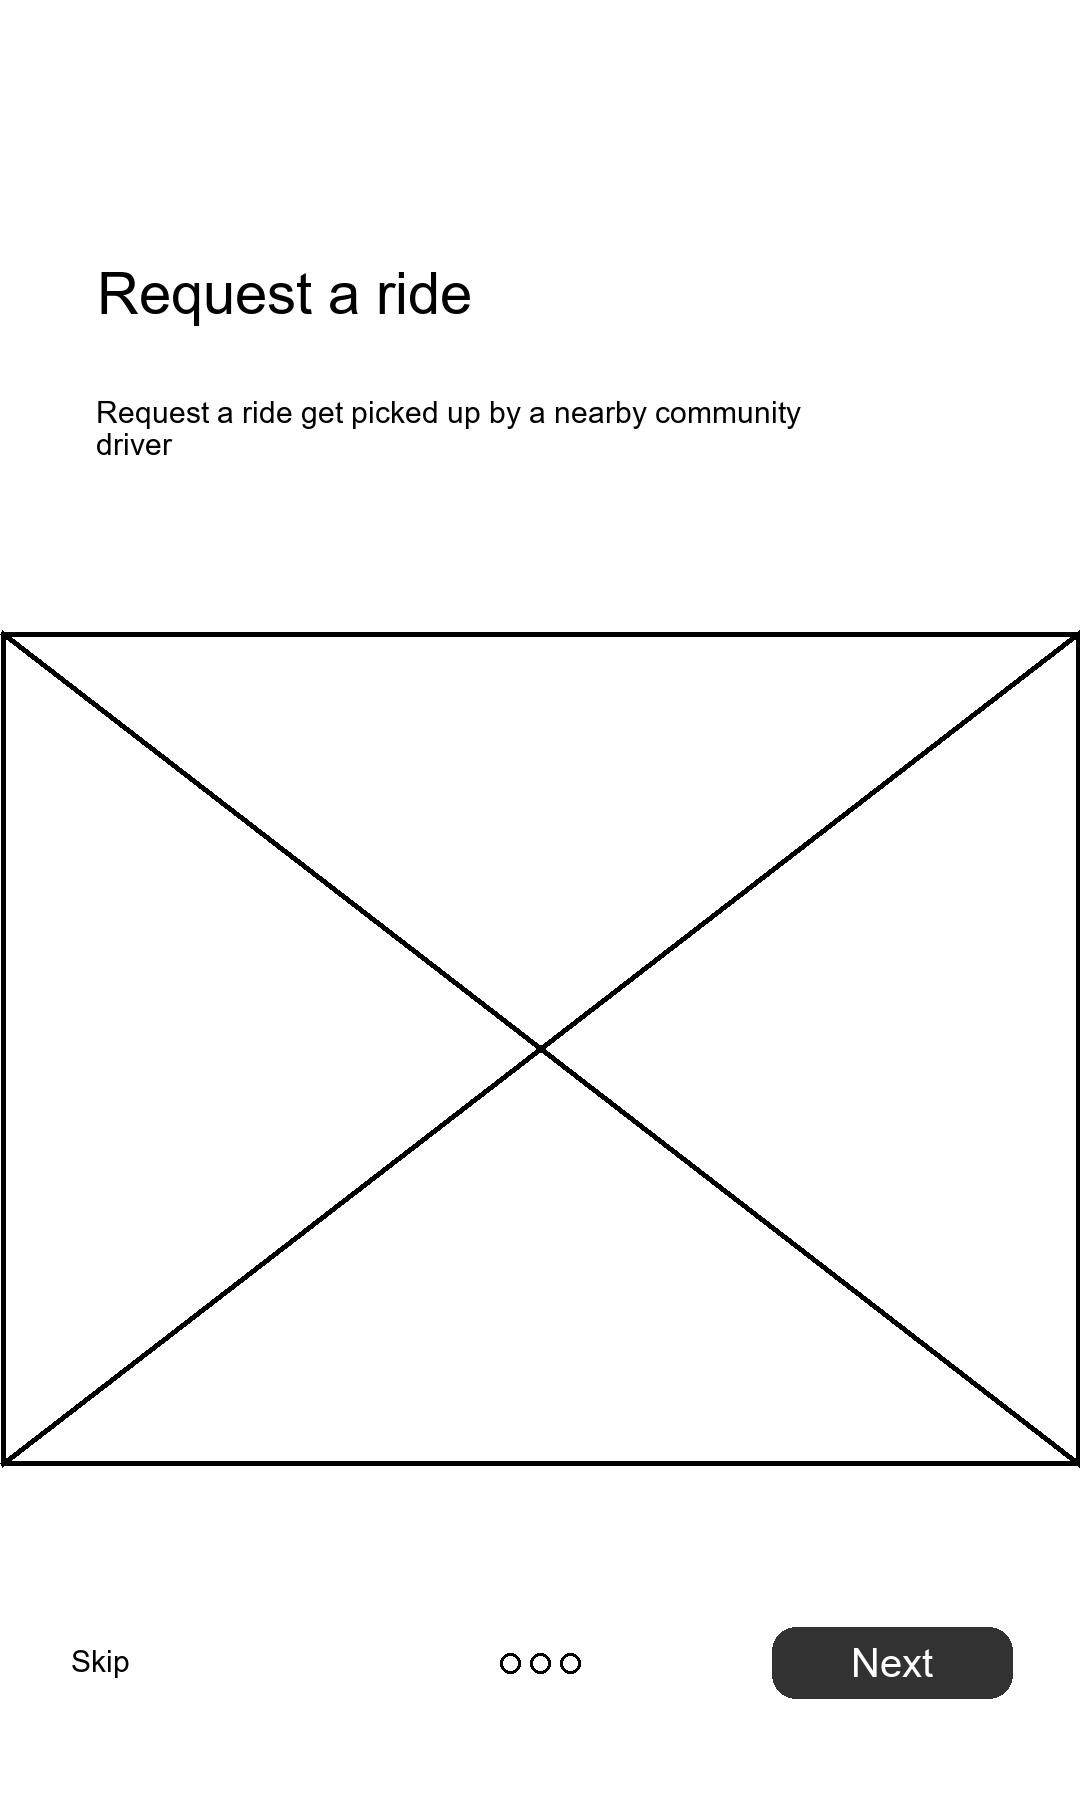 Request a ride
Request a ride get picked up by a nearby community
driver
Skip
Next